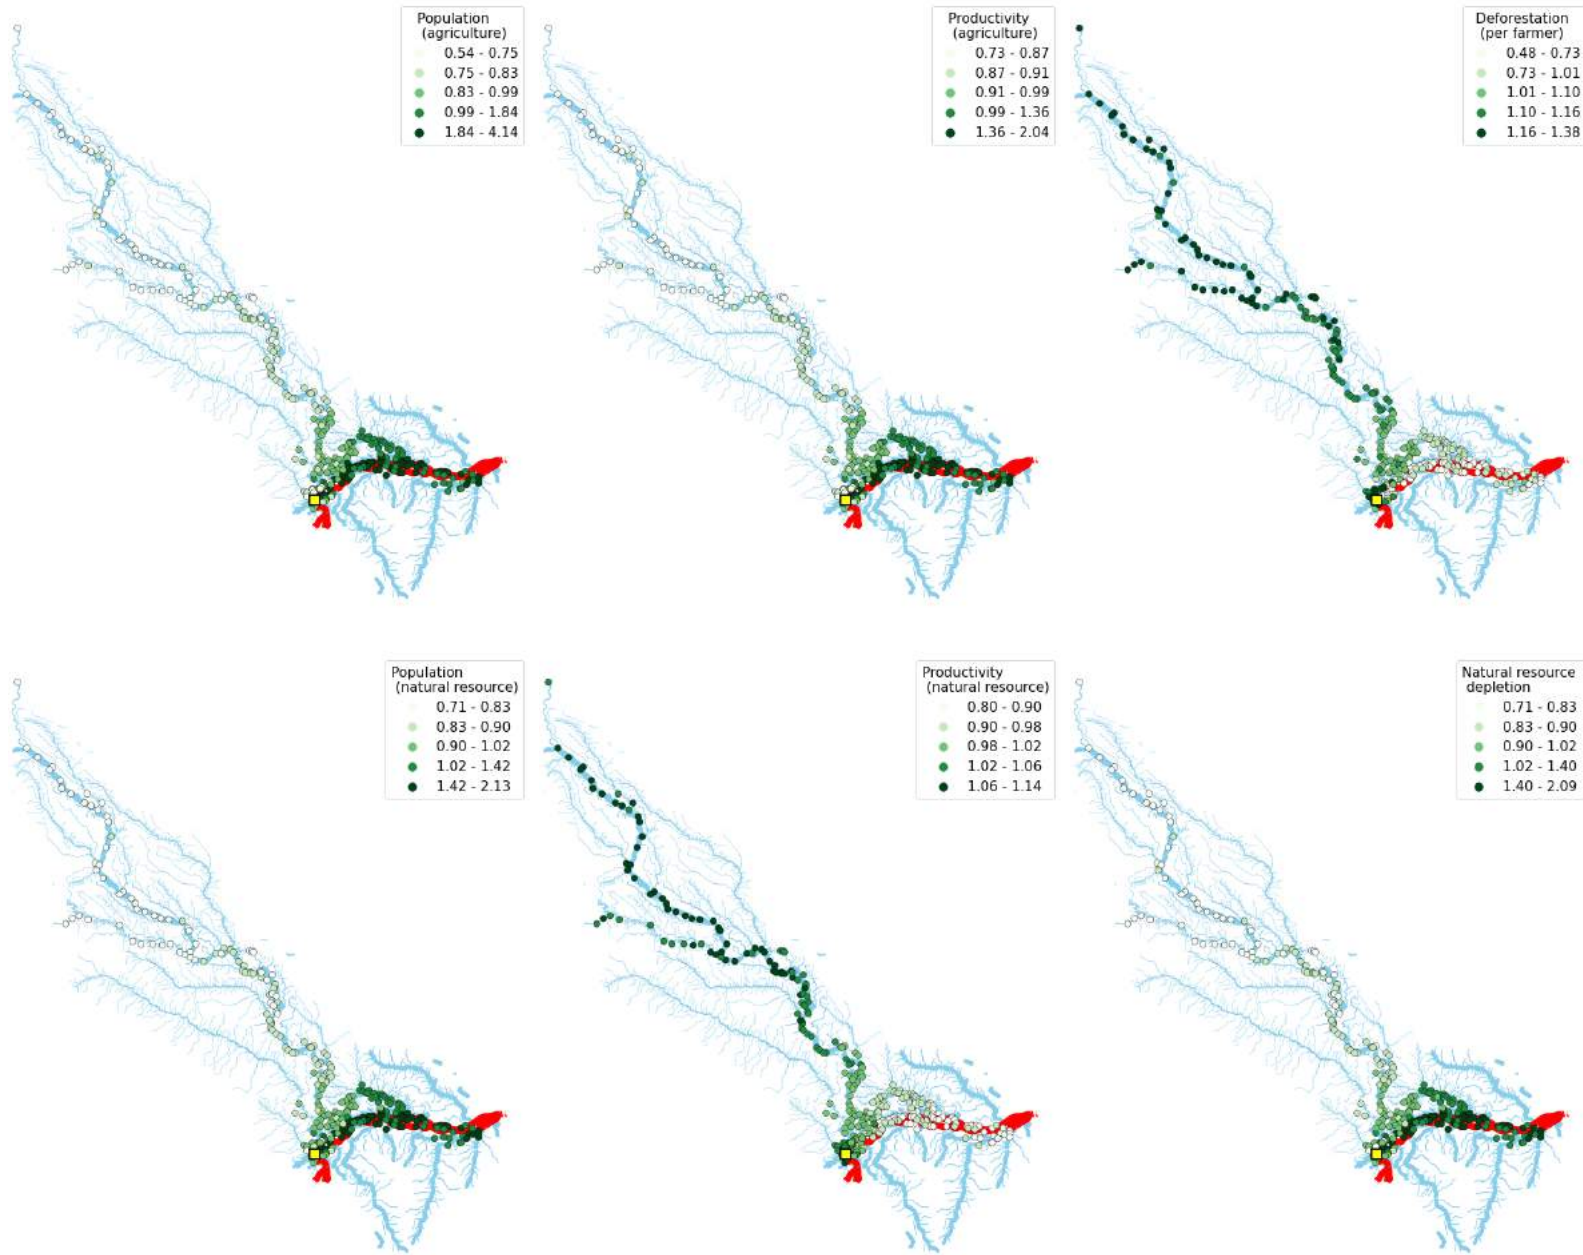 Population
(agriculture)
0.54 - 0.75
0.75 - 0.83
0.83 - 0.99
0.99 - 1.84
1.84 - 4.14
Productivity
(agriculture)
0.73 - 0.87
0.87 - 0.91
0.91 - 0.99
0.99 - 1.36
1.36 - 2.04
Deforestation
(per farmer)
0.48 - 0.73
0.73 - 1.01
1.01 - 1.10
1.10 - 1.16
1.16 - 1.38
Population
(natural resource)
0.71 - 0.83
0.83 - 0.90
0.90 - 1.02
1.02 - 1.42
1.42 - 2.13
Productivity
(natural resource)
0.80 - 0.90
0.90 - 0.98
0.98 - 1.02
1.02 - 1.06
1.06 - 1.14
Natural resource
depletion
0.71 - 0.83
0.83 - 0.90
0.90 - 1.02
1.02 - 1.40
1.40 - 2.09